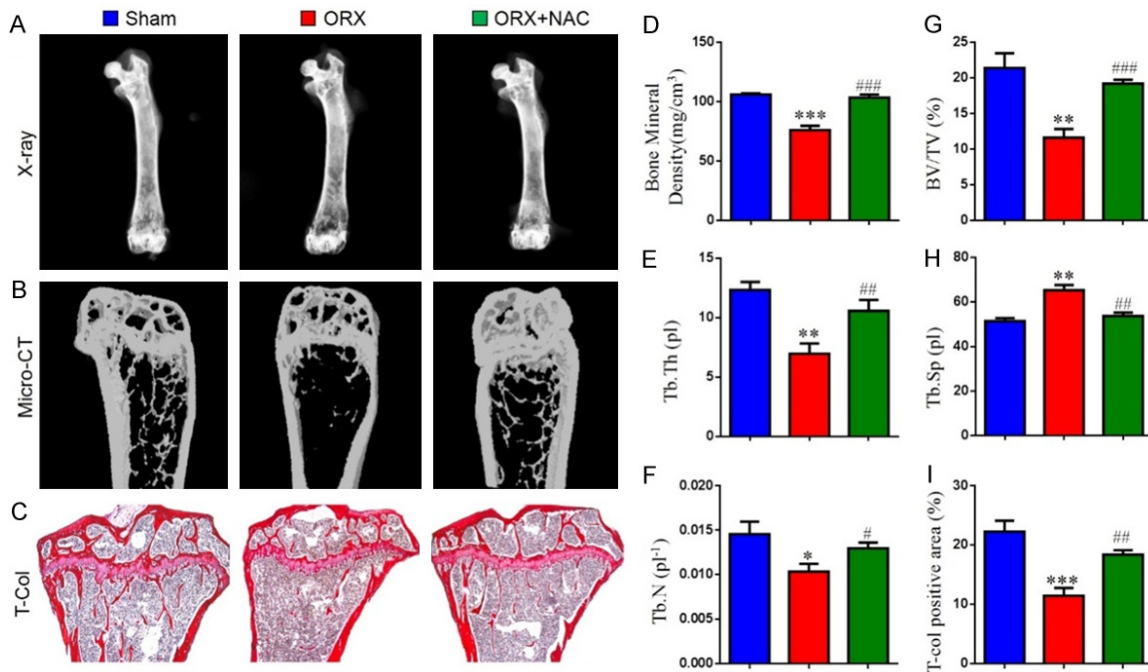 Sham ORX ORX+NAC
A
X-ray
B
Micro-CT
C
T-Col
D
Bone Mineral
Density(mg/cm³)
150
100
50
0
***
###
E
Tb.Th (pl)
15
10
5
0
**
##
F
Tb.N (pl⁻¹)
0.020
0.015
0.010
0.005
0.000
*
#
G
BV/TV (%)
25
20
15
10
5
0
**
###
H
Tb.Sp (pl)
80
60
40
20
0
**
##
I
T-col positive area (%)
30
20
10
0
***
##